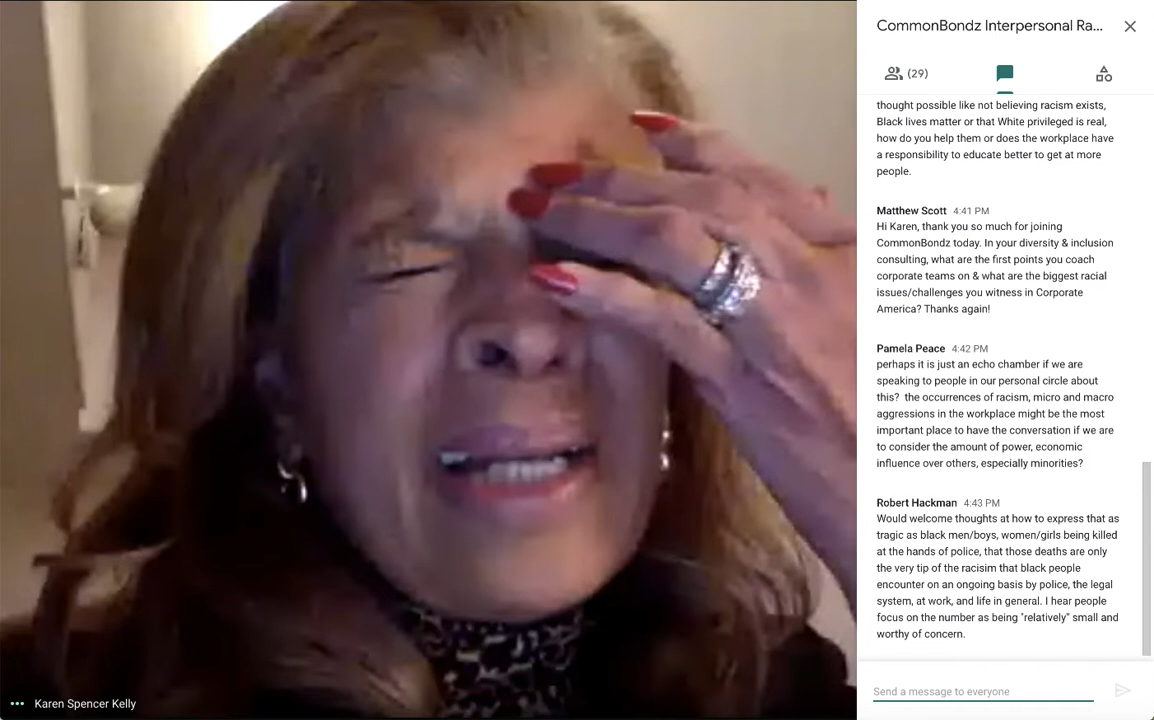 CommonBondz Interpersonal Ra...
(29)
thought possible like not believing racism exists,
Black lives matter or that White privileged is real,
how do you help them or does the workplace have
a responsibility to educate better to get at more
people.
Matthew Scott 4:41 PM
Hi Karen, thank you so much for joining
CommonBondz today. In your diversity & inclusion
consulting, what are the first points you coach
corporate teams on & what are the biggest racial
issues/challenges you witness in Corporate
America? Thanks again!
Pamela Peace 4:42 PM
perhaps it is just an echo chamber if we are
speaking to people in our personal circle about
this? the occurrences of racism, micro and macro
aggressions in the workplace might be the most
important place to have the conversation if we are
to consider the amount of power, economic
influence over others, especially minorities?
Robert Hackman 4:43 PM
Would welcome thoughts at how to express that as
tragic as black men/boys, women/girls being killed
at the hands of police, that those deaths are only
the very tip of the racisim that black people
encounter on an ongoing basis by police, the legal
system, at work, and life in general. I hear people
focus on the number as being "relatively" small and
worthy of concern.
Send a message to everyone
Karen Spencer Kelly